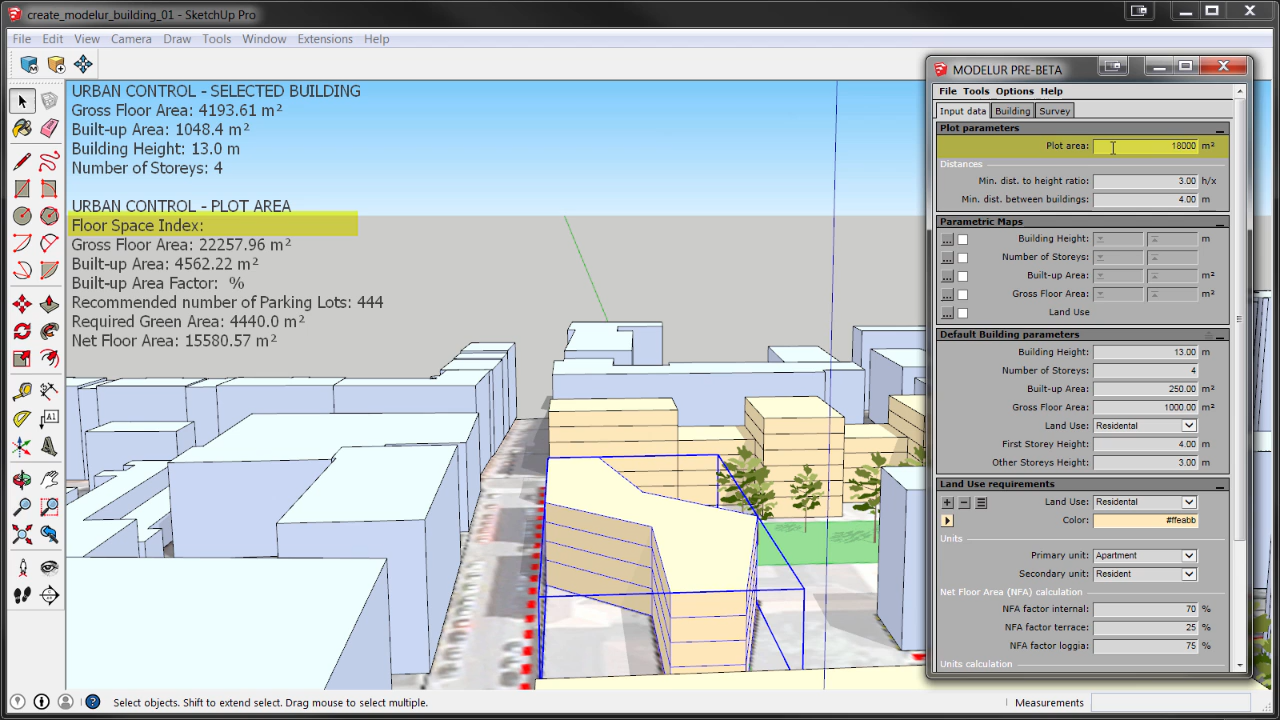 create_modelur_building_01 - SketchUp Pro
File Edit View Camera Draw Tools Window Extensions Help
URBAN CONTROL - SELECTED BUILDING
Gross Floor Area: 4193.61 m²
Built-up Area: 1048.4 m²
Building Height: 13.0 m
Number of Storeys: 4
URBAN CONTROL - PLOT AREA
Floor Space Index:
Gross Floor Area: 22257.96 m²
Built-up Area: 4562.22 m²
Built-up Area Factor: %
Recommended number of Parking Lots: 444
Required Green Area: 4440.0 m²
Net Floor Area: 15580.57 m²
MODELUR PRE-BETA
File Tools Options Help
Input data Building Survey
Plot parameters
Plot area: 18000 m²
Distances
Min. dist to height ratio: 3.00 h/x
Min. dist between buildings: 4.00 m
Parametric Maps
... Building Height: m
... Number of Storeys:
... Built-up Area: m²
... Gross Floor Area: m²
... Land Use
Default Building parameters
Building Height: 13.00 m
Number of Storeys: 4
Built-up Area: 250.00 m²
Gross Floor Area: 1000.00 m²
Land Use: Residential
First Storey Height: 4.00 m
Other Storeys Height: 3.00 m
Land Use requirements
Land Use: Residential
Color: #ffeabb
Units
Primary unit: Apartment
Secondary unit: Resident
Net Floor Area (NFA) calculation
NFA factor internal: 70 %
NFA factor terrace: 25 %
NFA factor loggia: 75 %
Units calculation
Select objects. Shift to extend select. Drag mouse to select multiple.
Measurements